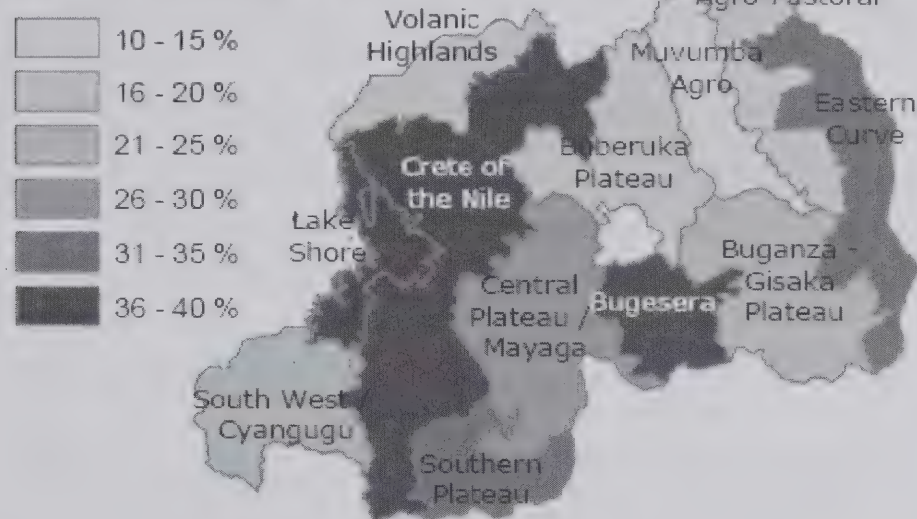 10 - 15 %
16 - 20 %
21 - 25 %
26 - 30 %
31 - 35 %
36 - 40 %
Agro Pastoral
Volanic
Highlands
Muvumba
Agro
Eastern
Curve
Crete of
the Nile
Buberuka
Plateau
Lake
Shore
Buganza -
Gisaka
Plateau
Central
Plateau /
Mayaga
Bugesera
South West /
Cyangugu
Southern
Plateau